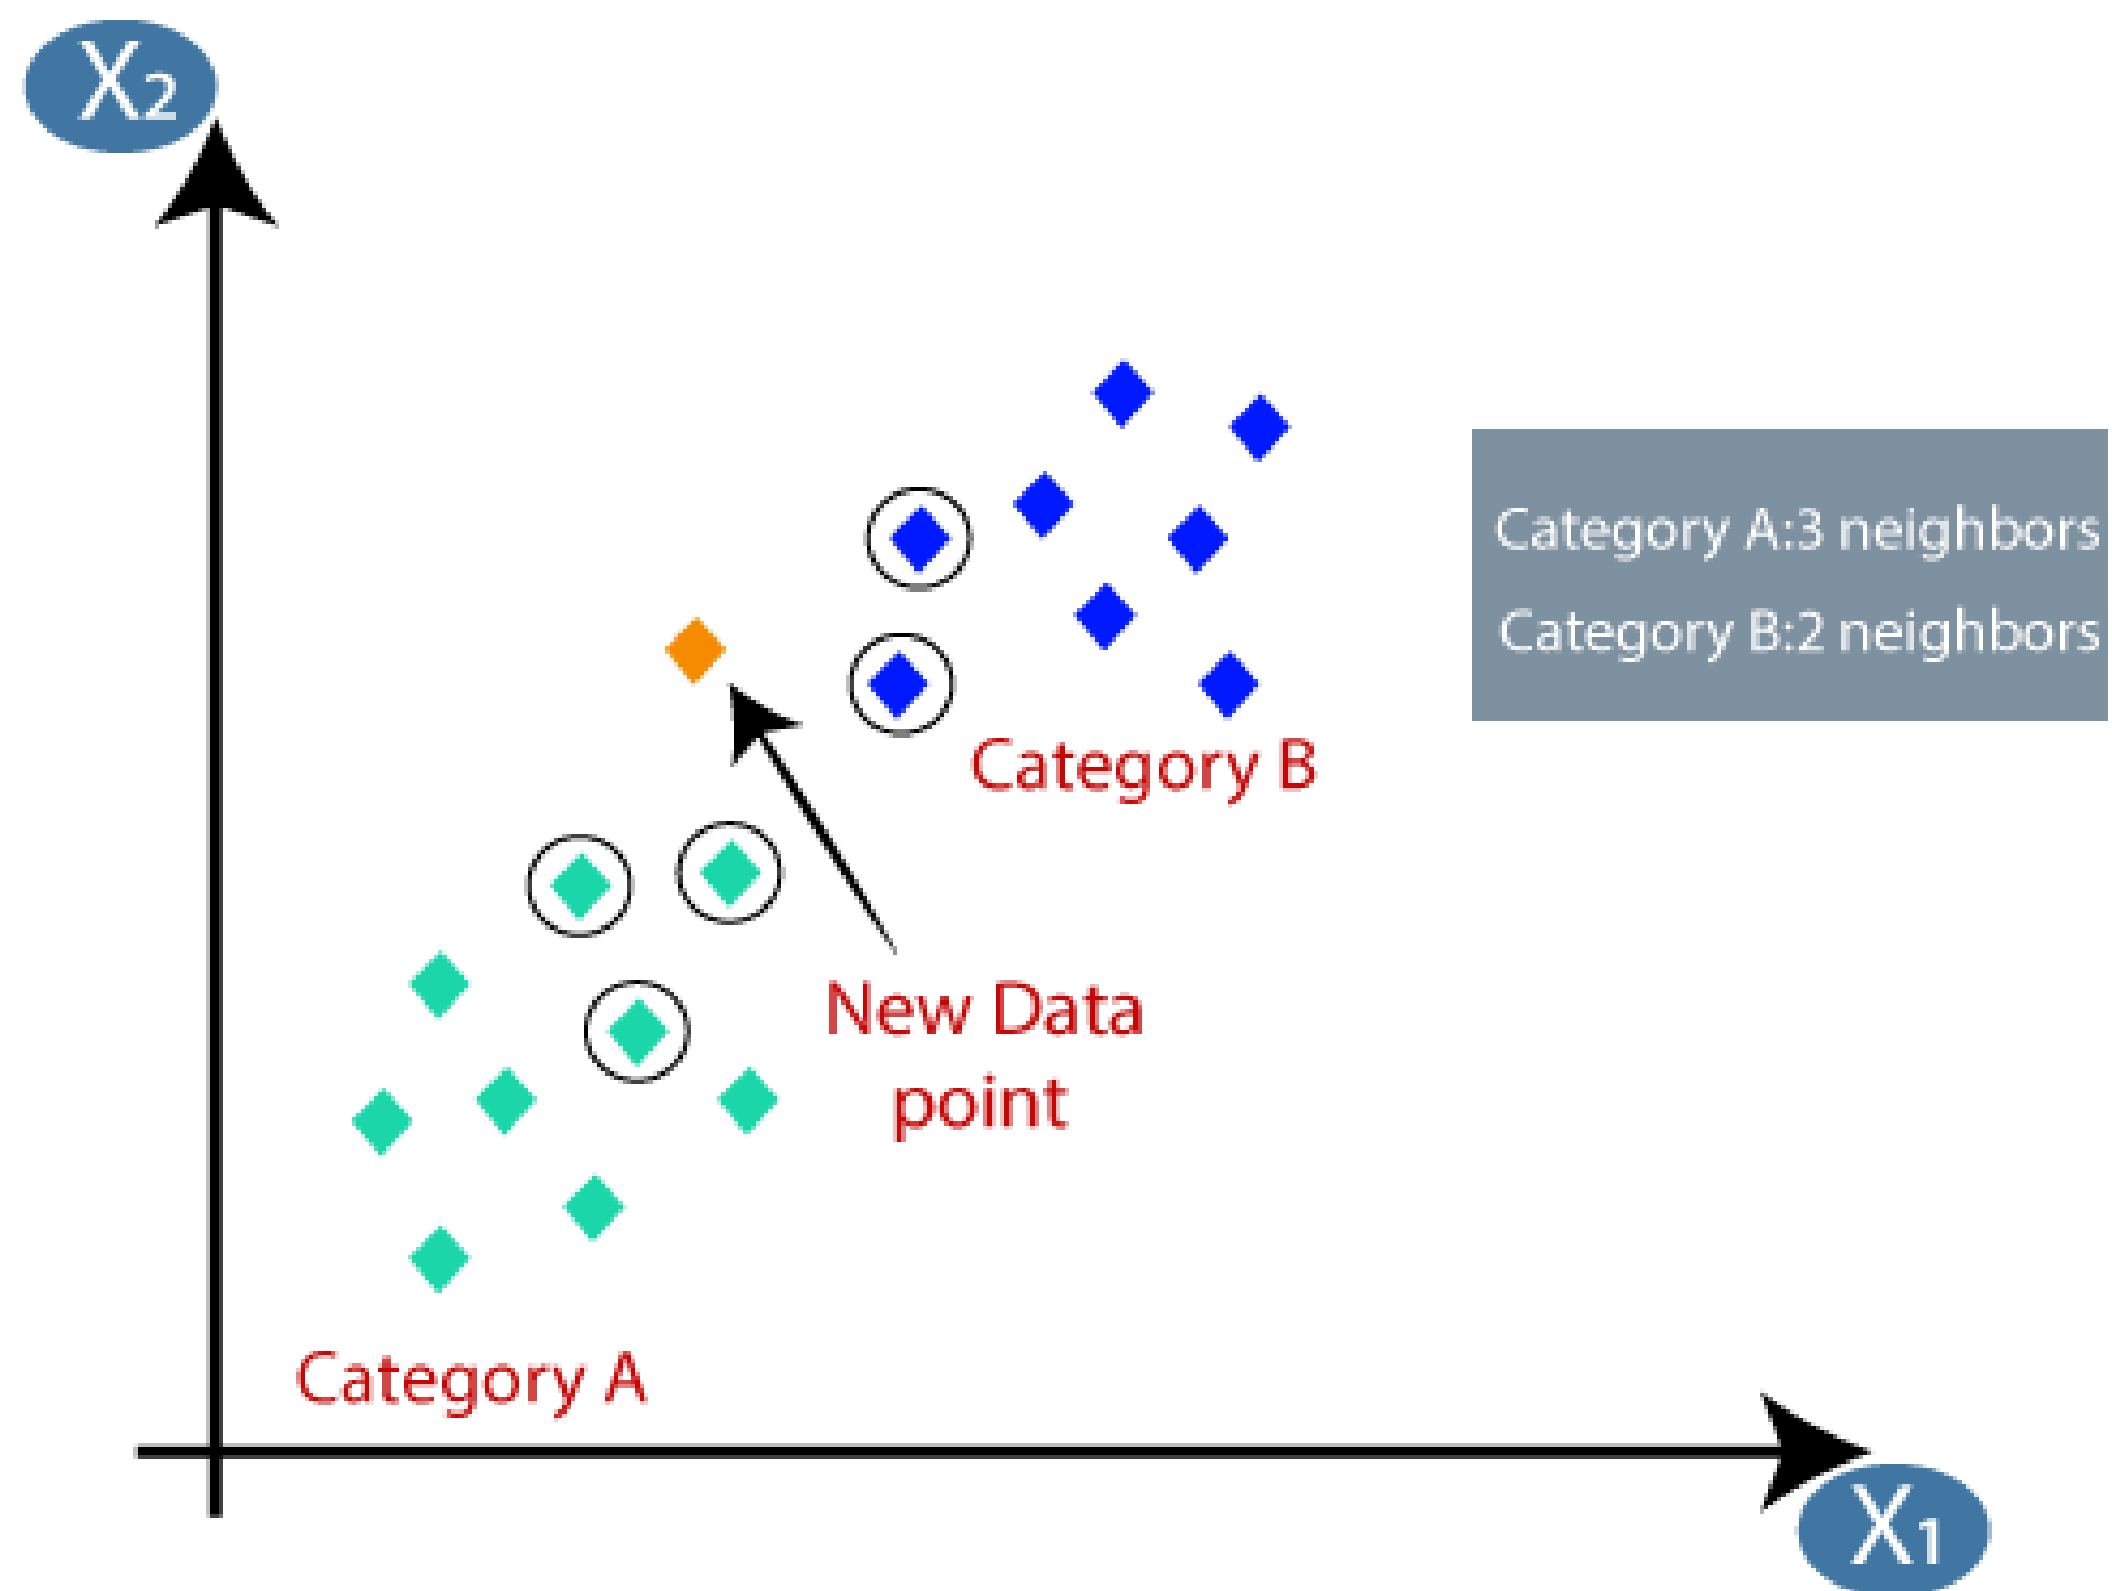 X2
Category A:3 neighbors
Category B:2 neighbors
Category B
New Data
point
Category A
X1